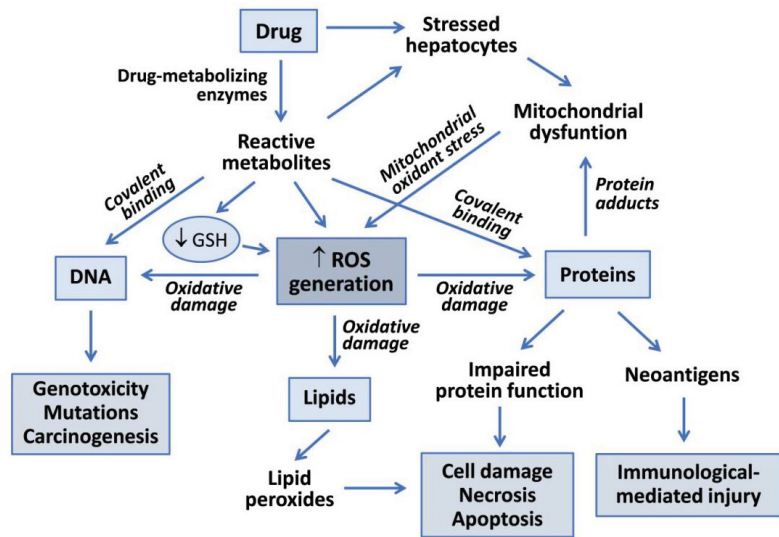 Drug
Stressed
hepatocytes
Drug-metabolizing
enzymes
Mitochondrial
dysfuntion
Reactive
metabolites
Mitochondrial
oxidant stress
Covalent
binding
Covalent
binding
Protein
adducts
↓ GSH
DNA
↑ ROS
generation
Proteins
Oxidative
damage
Oxidative
damage
Oxidative
damage
Genotoxicity
Mutations
Carcinogenesis
Lipids
Impaired
protein function
Neoantigens
Lipid
peroxides
Cell damage
Necrosis
Apoptosis
Immunological-
mediated injury